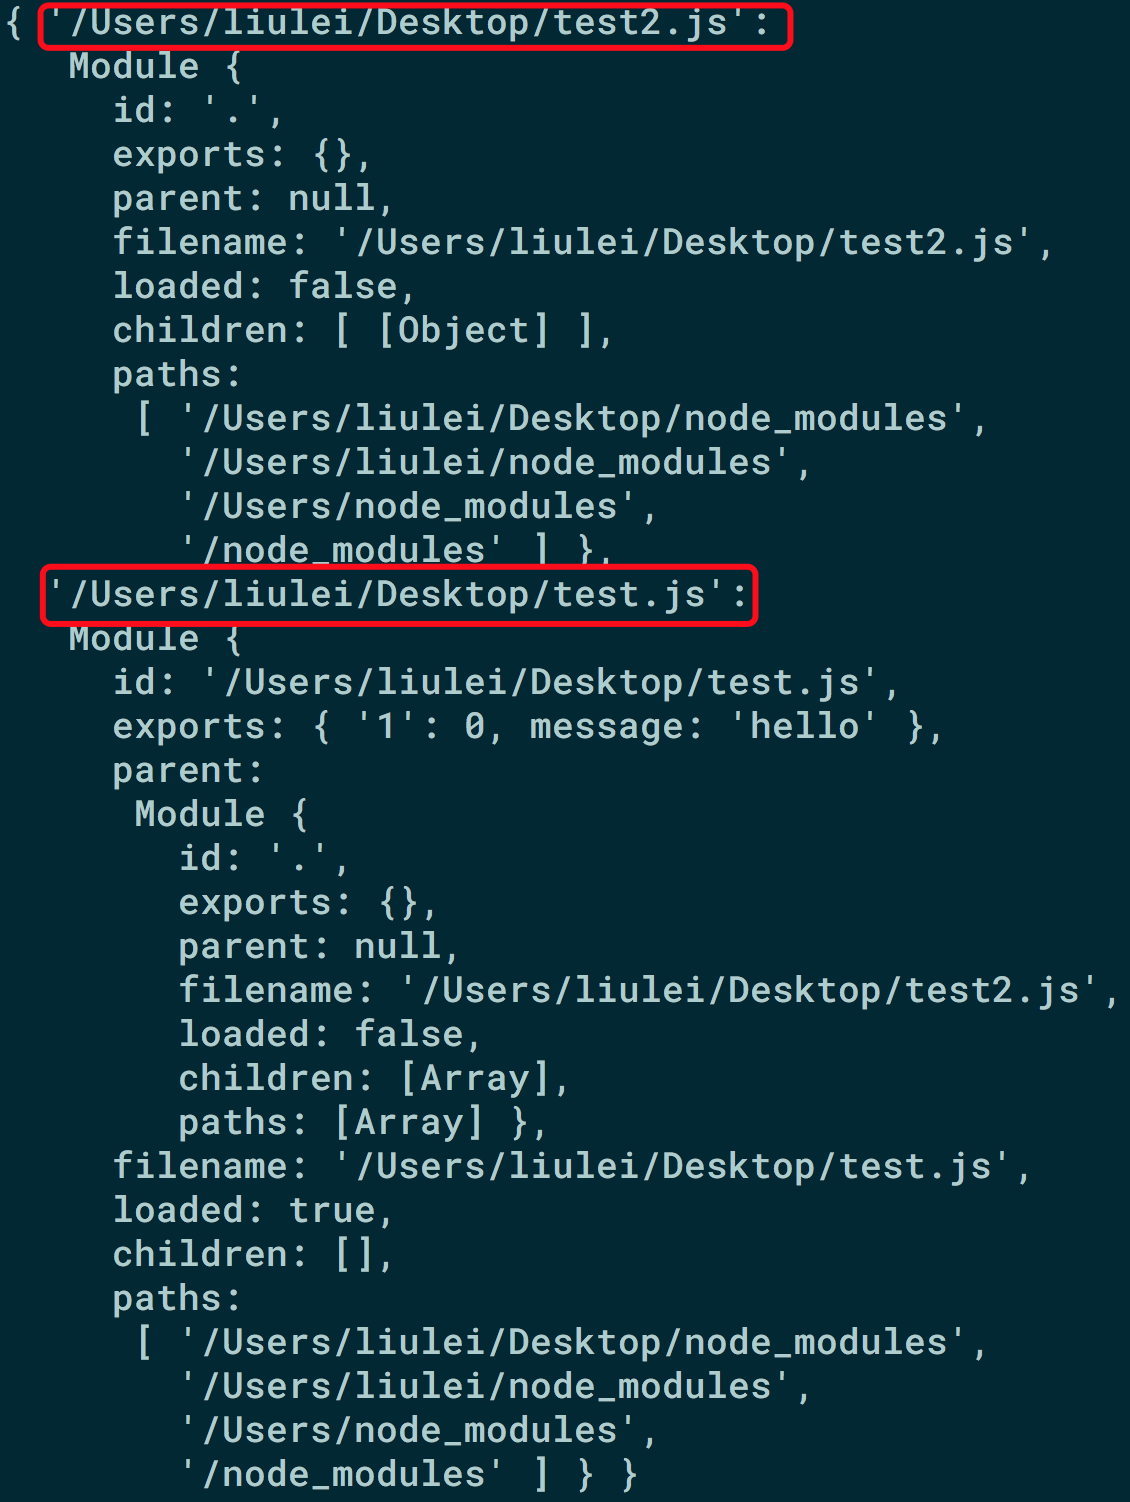 { '/Users/liulei/Desktop/test2.js':
Module {
id: '.',
exports: {},
parent: null,
filename: '/Users/liulei/Desktop/test2.js',
loaded: false,
children: [ [Object] ],
paths:
[ '/Users/liulei/Desktop/node_modules',
'/Users/liulei/node_modules',
'/Users/node_modules',
'/node_modules' ] },
'/Users/liulei/Desktop/test.js':
Module {
id: '/Users/liulei/Desktop/test.js',
exports: { '1': 0, message: 'hello' },
parent:
Module {
id: '.',
exports: {},
parent: null,
filename: '/Users/liulei/Desktop/test2.js',
loaded: false,
children: [Array],
paths: [Array] },
filename: '/Users/liulei/Desktop/test.js',
loaded: true,
children: [],
paths:
[ '/Users/liulei/Desktop/node_modules',
'/Users/liulei/node_modules',
'/Users/node_modules',
'/node_modules' ] } }